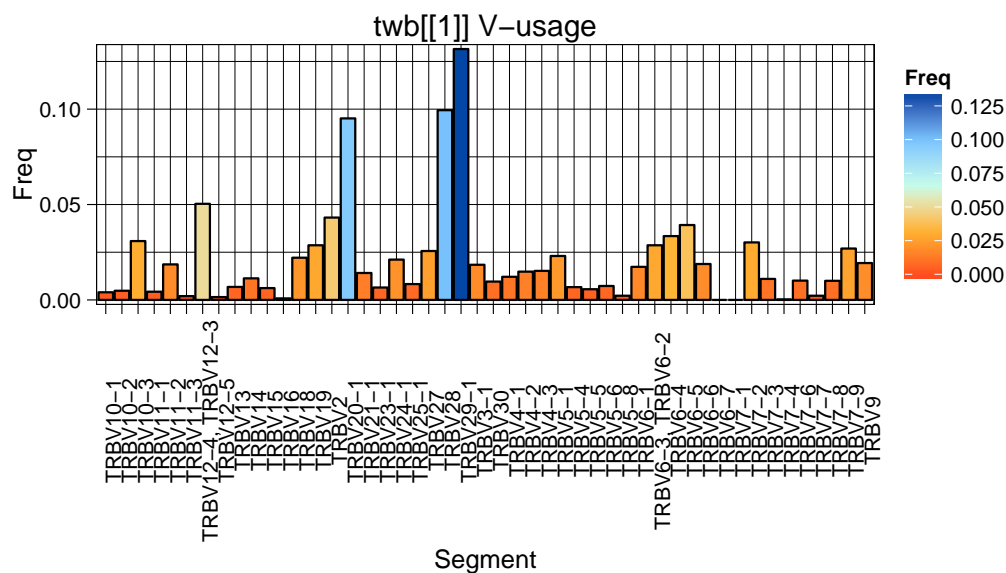 twb[[1]] V−usage
Freq
0.10
0.05
0.00
TRBV10−1
TRBV10−2
TRBV10−3
TRBV11−1
TRBV11−2
TRBV11−3
TRBV12−4, TRBV12−3
TRBV12−5
TRBV13
TRBV14
TRBV15
TRBV16
TRBV18
TRBV19
TRBV2
TRBV20−1
TRBV21−1
TRBV23−1
TRBV24−1
TRBV25−1
TRBV27
TRBV28
TRBV29−1
TRBV3−1
TRBV30
TRBV4−1
TRBV4−2
TRBV4−3
TRBV5−1
TRBV5−4
TRBV5−5
TRBV5−6
TRBV5−8
TRBV6−1
TRBV6−3, TRBV6−2
TRBV6−4
TRBV6−5
TRBV6−6
TRBV6−7
TRBV7−1
TRBV7−2
TRBV7−3
TRBV7−4
TRBV7−6
TRBV7−7
TRBV7−8
TRBV7−9
TRBV9
Segment
Freq
0.125
0.100
0.075
0.050
0.025
0.000